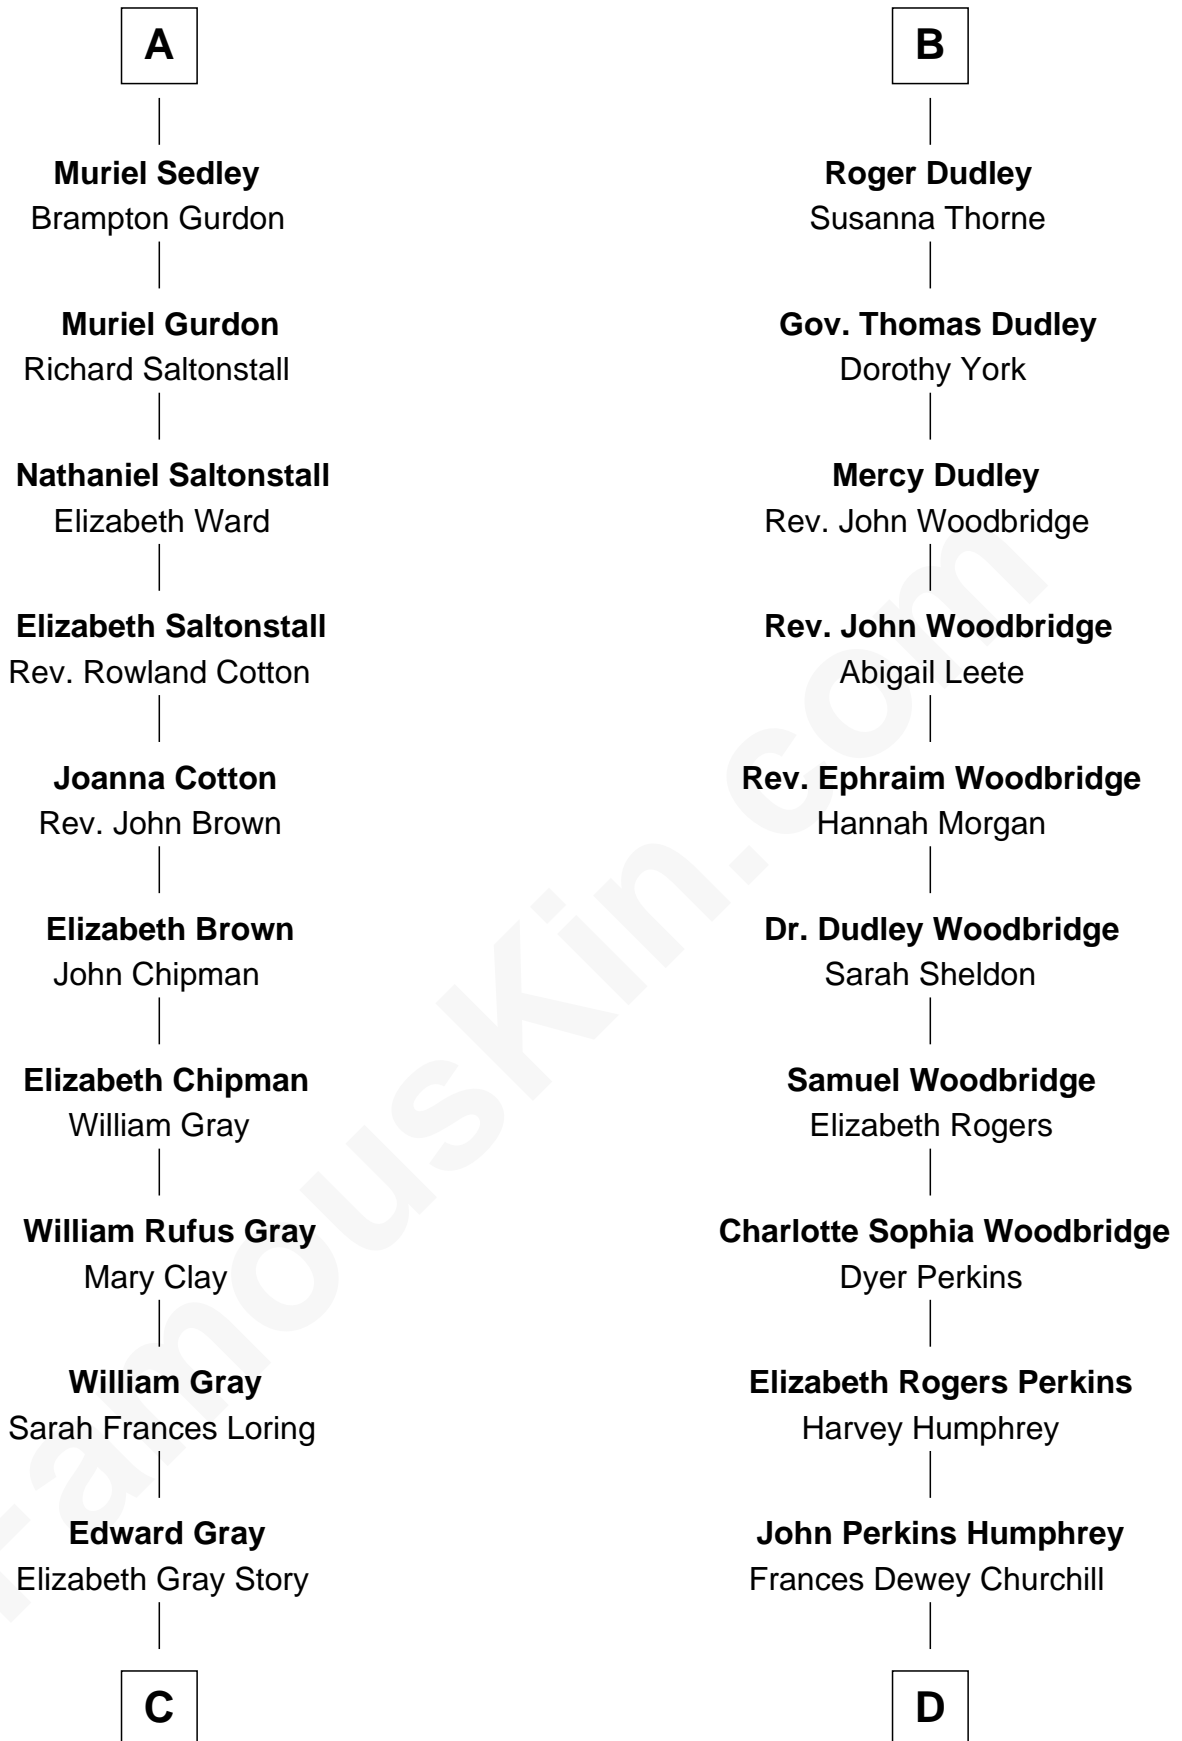 A
Muriel Sedley
Brampton Gurdon
Muriel Gurdon
Richard Saltonstall
Nathaniel Saltonstall
Elizabeth Ward
Elizabeth Saltonstall
Rev. Rowland Cotton
Joanna Cotton
Rev. John Brown
Elizabeth Brown
John Chipman
Elizabeth Chipman
William Gray
William Rufus Gray
Mary Clay
William Gray
Sarah Frances Loring
Edward Gray
Elizabeth Gray Story
C
B
Roger Dudley
Susanna Thorne
Gov. Thomas Dudley
Dorothy York
Mercy Dudley
Rev. John Woodbridge
Rev. John Woodbridge
Abigail Leete
Rev. Ephraim Woodbridge
Hannah Morgan
Dr. Dudley Woodbridge
Sarah Sheldon
Samuel Woodbridge
Elizabeth Rogers
Charlotte Sophia Woodbridge
Dyer Perkins
Elizabeth Rogers Perkins
Harvey Humphrey
John Perkins Humphrey
Frances Dewey Churchill
D
FamousKin.com